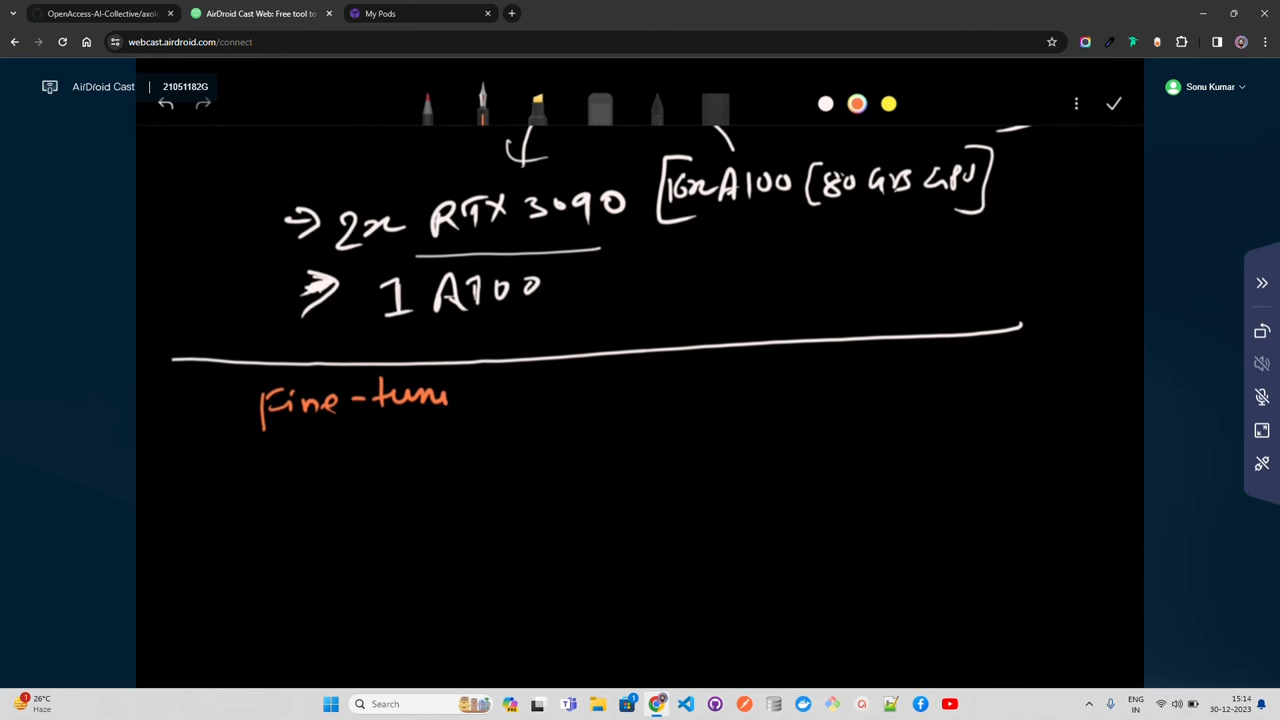 OpenAccess-AI-Collective/axol
AirDroid Cast Web: Free tool to
My Pods
webcast.airdroid.com/connect
AirDroid Cast
21051182G
Sonu Kumar
→ 2x RTX 3090 [16x A100 [80 GB GPU]
⇒ 1 A100
Fine-tun
1
26°C
Haze
Search
1
ENG
IN
15:14
30-12-2023